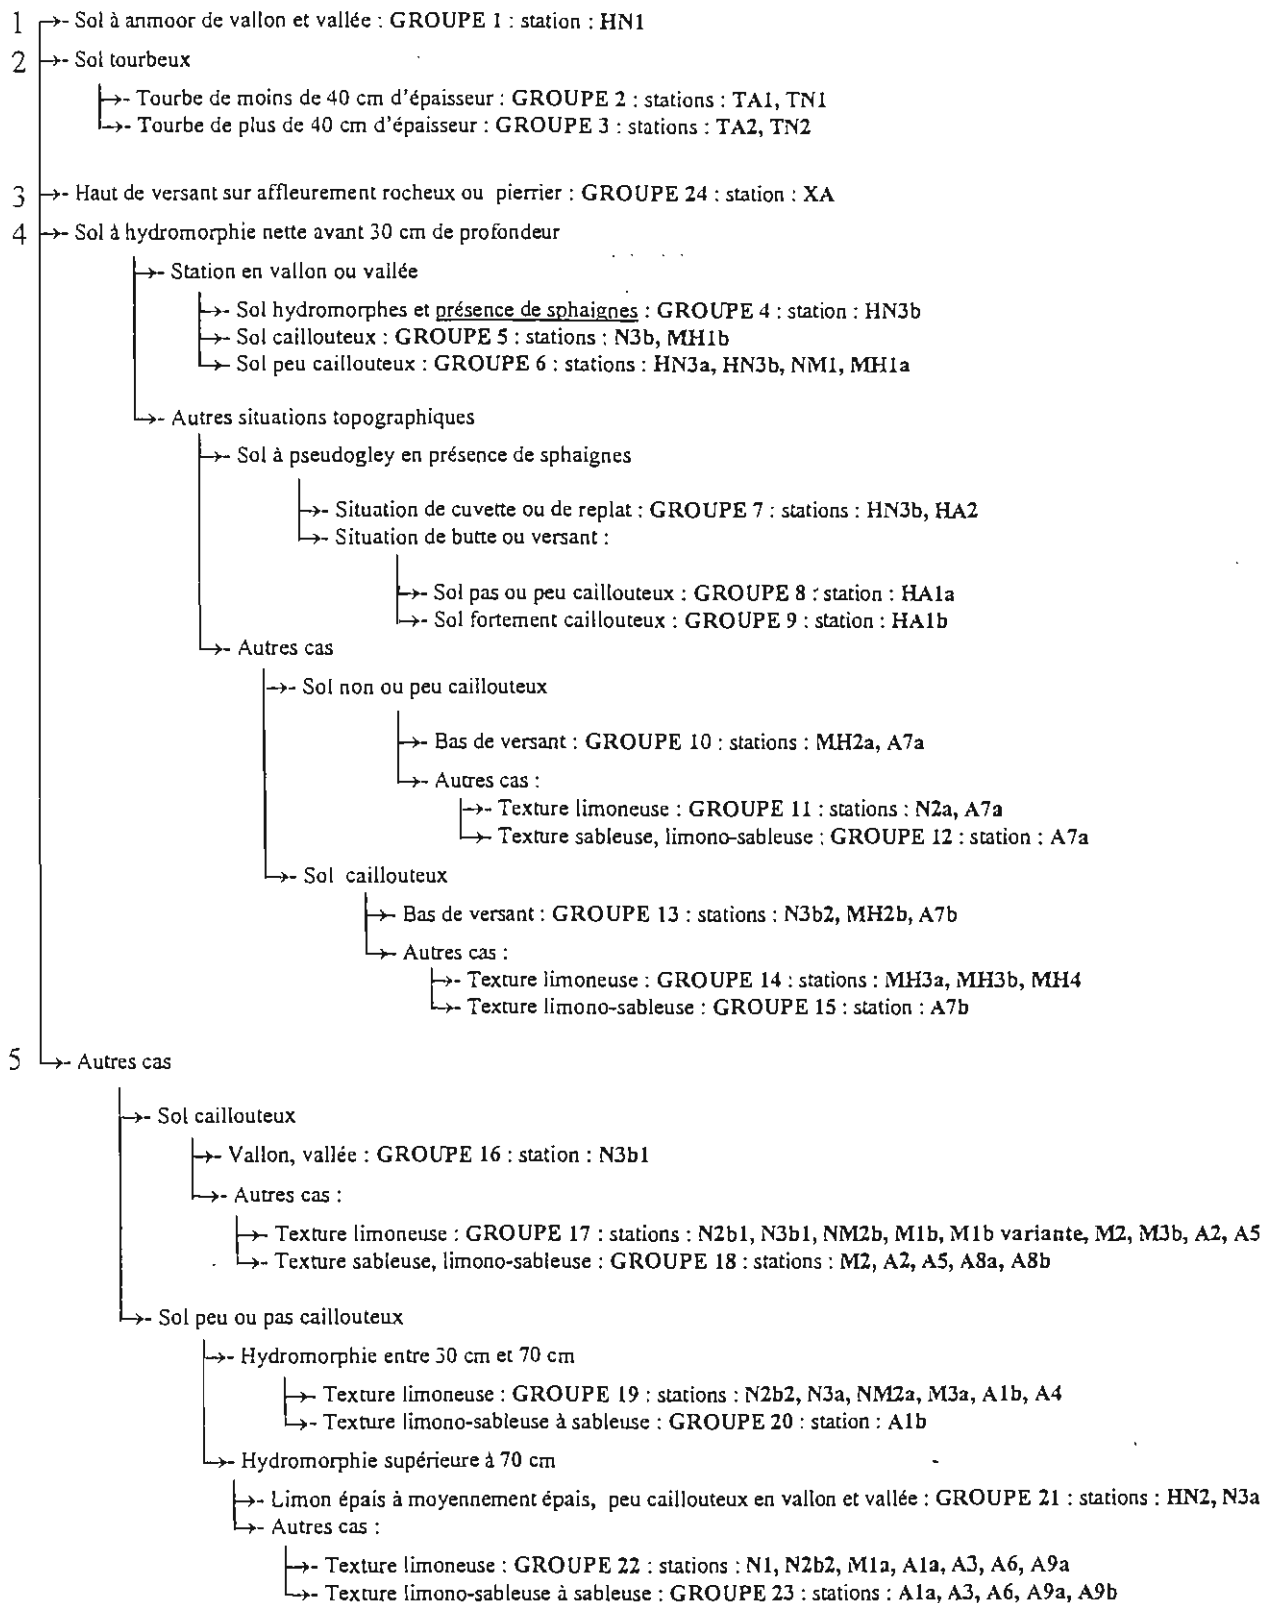 1 - Sol à anmoor de vallon et vallée : GROUPE 1 : station : HN1
2 - Sol tourbeux
- Tourbe de moins de 40 cm d'épaisseur : GROUPE 2 : stations : TA1, TN1
- Tourbe de plus de 40 cm d'épaisseur : GROUPE 3 : stations : TA2, TN2
3 - Haut de versant sur affleurement rocheux ou pierrier : GROUPE 24 : station : XA
4 - Sol à hydromorphie nette avant 30 cm de profondeur
- Station en vallon ou vallée
- Sol hydromorphes et présence de sphaignes : GROUPE 4 : station : HN3b
- Sol caillouteux : GROUPE 5 : stations : N3b, MH1b
- Sol peu caillouteux : GROUPE 6 : stations : HN3a, HN3b, NM1, MH1a
- Autres situations topographiques
- Sol à pseudogley en présence de sphaignes
- Situation de cuvette ou de replat : GROUPE 7 : stations : HN3b, HA2
- Situation de butte ou versant :
- Sol pas ou peu caillouteux : GROUPE 8 : station : HA1a
- Sol fortement caillouteux : GROUPE 9 : station : HA1b
- Autres cas
- Sol non ou peu caillouteux
- Bas de versant : GROUPE 10 : stations : MH2a, A7a
- Autres cas :
- Texture limoneuse : GROUPE 11 : stations : N2a, A7a
- Texture sableuse, limono-sableuse : GROUPE 12 : station : A7a
- Sol caillouteux
- Bas de versant : GROUPE 13 : stations : N3b2, MH2b, A7b
- Autres cas :
- Texture limoneuse : GROUPE 14 : stations : MH3a, MH3b, MH4
- Texture limono-sableuse : GROUPE 15 : station : A7b
5 - Autres cas
- Sol caillouteux
- Vallon, vallée : GROUPE 16 : station : N3b1
- Autres cas :
- Texture limoneuse : GROUPE 17 : stations : N2b1, N3b1, NM2b, M1b, M1b variante, M2, M3b, A2, A5
- Texture sableuse, limono-sableuse : GROUPE 18 : stations : M2, A2, A5, A8a, A8b
- Sol peu ou pas caillouteux
- Hydromorphie entre 30 cm et 70 cm
- Texture limoneuse : GROUPE 19 : stations : N2b2, N3a, NM2a, M3a, A1b, A4
- Texture limono-sableuse à sableuse : GROUPE 20 : station : A1b
- Hydromorphie supérieure à 70 cm
- Limon épais à moyennement épais, peu caillouteux en vallon et vallée : GROUPE 21 : stations : HN2, N3a
- Autres cas :
- Texture limoneuse : GROUPE 22 : stations : N1, N2b2, M1a, A1a, A3, A6, A9a
- Texture limono-sableuse à sableuse : GROUPE 23 : stations : A1a, A3, A6, A9a, A9b